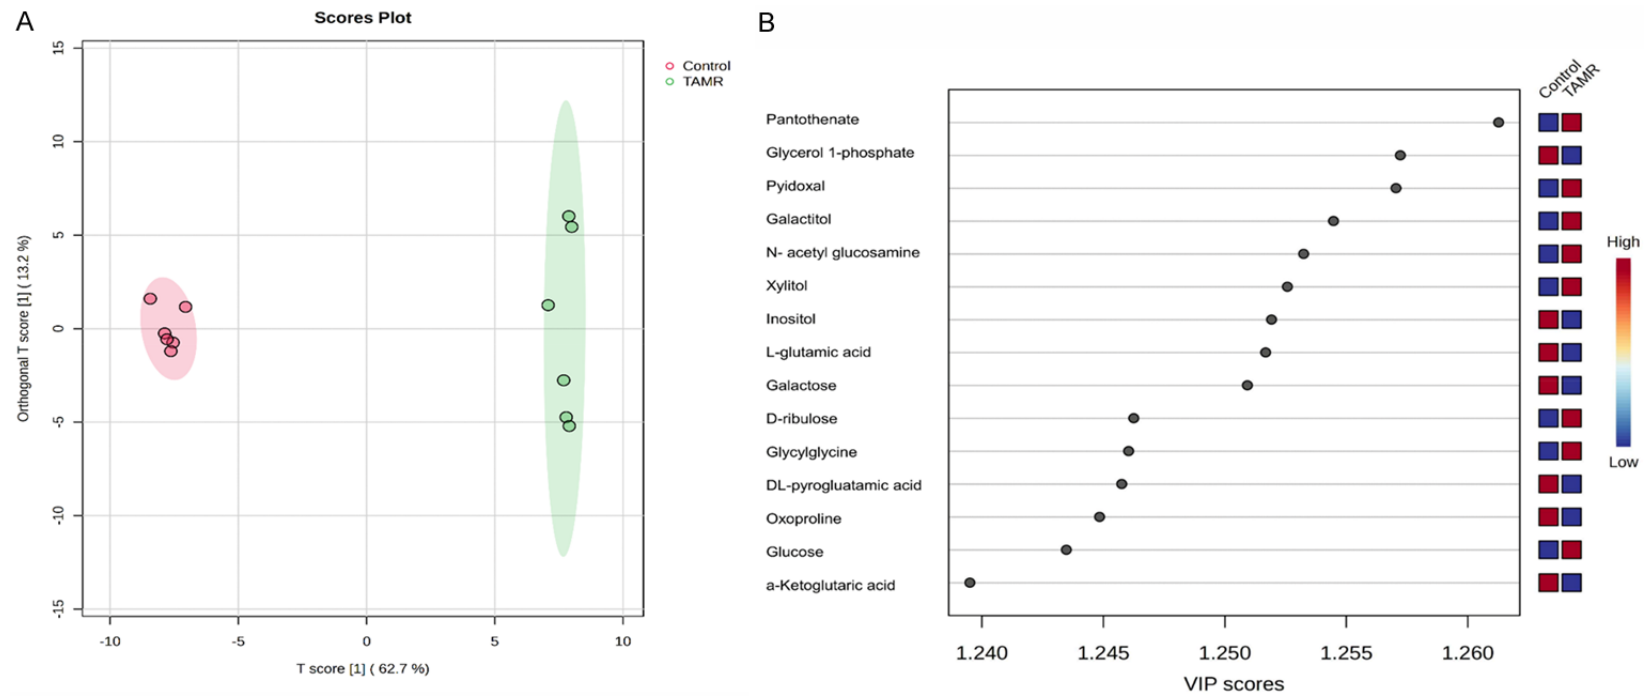 A
Scores Plot
15
10
5
0
-5
-10
-15
Orthogonal T score [1] ( 13.2 %)
-10
-5
0
5
10
T score [1] ( 62.7 %)
Control
TAMR
B
Control
TAMR
Pantothenate
Glycerol 1-phosphate
Pyidoxal
Galactitol
N- acetyl glucosamine
Xylitol
Inositol
L-glutamic acid
Galactose
D-ribulose
Glycylglycine
DL-pyrogluatamic acid
Oxoproline
Glucose
a-Ketoglutaric acid
1.240
1.245
1.250
1.255
1.260
VIP scores
High
Low